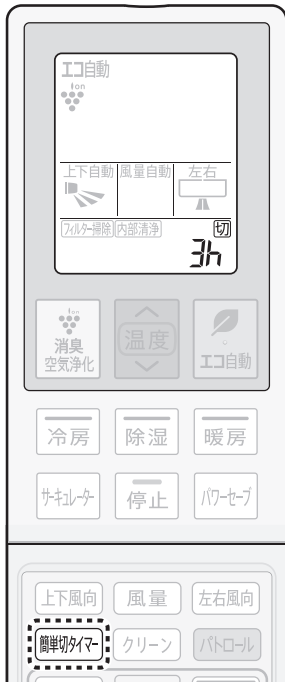 エコ自動
ion
上下自動 風量自動 左右
フィルター掃除 内部清浄 切
3h
消臭
空気浄化
温度
エコ自動
冷房 除湿 暖房
サーキュレーター 停止 パワーセーブ
上下風向 風量 左右風向
簡単切タイマー クリーン パトロール